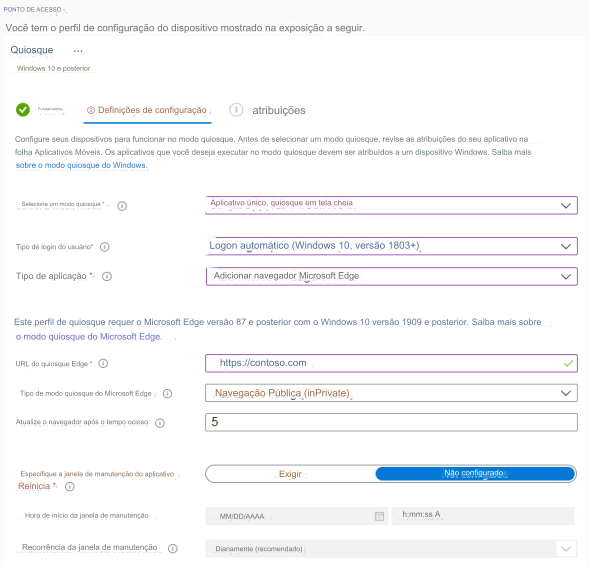 PONTO DE ACESSO -
Você tem o perfil de configuração do dispositivo mostrado na exposição a seguir.
Quiosque ...
Windows 10 e posterior
Fundamentos
2 Definições de configuração
3 atribuições
Configure seus dispositivos para funcionar no modo quiosque. Antes de selecionar um modo quiosque, revise as atribuições do seu aplicativo na
folha Aplicativos Móveis. Os aplicativos que você deseja executar no modo quiosque devem ser atribuídos a um dispositivo Windows. Saiba mais
sobre o modo quiosque do Windows.
Selecione um modo quiosque *
Aplicativo único, quiosque em tela cheia
Tipo de login do usuário*
Logon automático (Windows 10, versão 1803+)
Tipo de aplicação *
Adicionar navegador Microsoft Edge
Este perfil de quiosque requer o Microsoft Edge versão 87 e posterior com o Windows 10 versão 1909 e posterior. Saiba mais sobre
o modo quiosque do Microsoft Edge.
URL do quiosque Edge *
https://contoso.com
Tipo de modo quiosque do Microsoft Edge
Navegação Pública (inPrivate)
Atualize o navegador após o tempo ocioso
5
Especifique a janela de manutenção do aplicativo
Reinicia *
Exigir
Não configurado
Hora de início da janela de manutenção
MM/DD/AAAA
h:mm:ss A
Recorrência da janela de manutenção
Diariamente (recomendado)